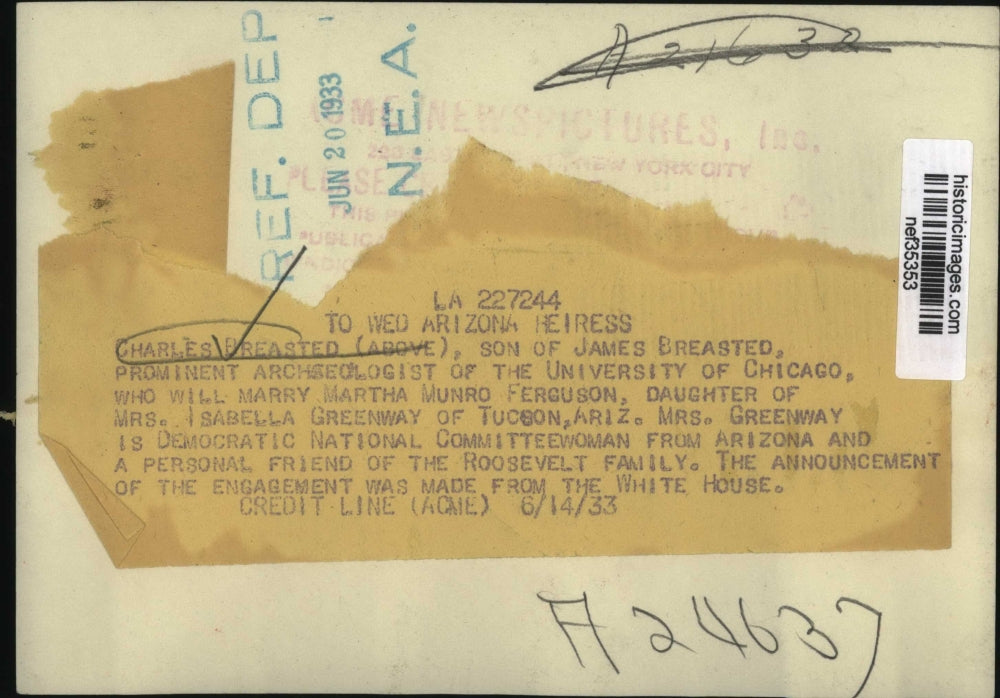 A 21632
REF. DEP
JUN 20 1933
N.E.A.
ACME NEWSPICTURES, Inc.
NEW YORK CITY
THIS
historicimages.com
nef35353
LA 227244
TO WED ARIZONA HEIRESS
CHARLES BREASTED (ABOVE), SON OF JAMES BREASTED,
PROMINENT ARCHAEOLOGIST OF THE UNIVERSITY OF CHICAGO,
WHO WILL MARRY MARTHA MUNRO FERGUSON, DAUGHTER OF
MRS. ISABELLA GREENWAY OF TUCSON, ARIZ. MRS. GREENWAY
IS DEMOCRATIC NATIONAL COMMITTEEWOMAN FROM ARIZONA AND
A PERSONAL FRIEND OF THE ROOSEVELT FAMILY. THE ANNOUNCEMENT
OF THE ENGAGEMENT WAS MADE FROM THE WHITE HOUSE.
CREDIT LINE (ACME) 6/14/33
A 24637